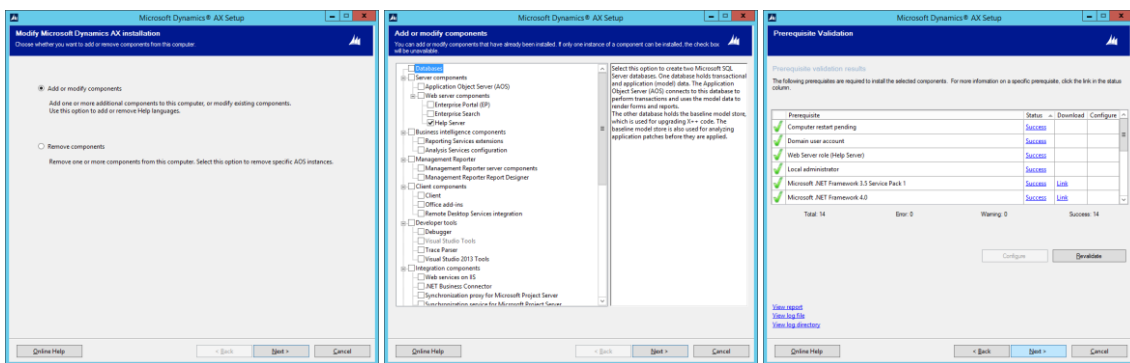 Microsoft Dynamics® AX Setup
Modify Microsoft Dynamics AX installation
Choose whether you want to add or remove components from this computer.
Add or modify components
Add one or more additional components to this computer, or modify existing components.
Use this option to add or remove Help languages.
Remove components
Remove one or more components from this computer. Select this option to remove specific AOS instances.
Online Help
< Back
Next >
Cancel
Microsoft Dynamics® AX Setup
Add or modify components
You can add or modify components that have already been installed. If only one instance of a component can be installed, the check box
will be unavailable.
Databases
Server components
Application Object Server (AOS)
Web server components
Enterprise Portal (EP)
Enterprise Search
Help Server
Business intelligence components
Reporting Services extensions
Analysis Services configuration
Management Reporter
Management Reporter server components
Management Reporter Report Designer
Client components
Client
Office add-ins
Remote Desktop Services integration
Developer tools
Debugger
Visual Studio Tools
Trace Parser
Visual Studio 2013 Tools
Integration components
Web services on IIS
.NET Business Connector
Synchronization proxy for Microsoft Project Server
Synchronization service for Microsoft Project Server
Select this option to create two Microsoft SQL
Server databases. One database holds transactional
and application (model) data. The Application
Object Server (AOS) connects to this database to
perform transactions and uses the model data to
render forms and reports.
The other database holds the baseline model store,
which is used for upgrading X++ code. The
baseline model store is also used for analyzing
application patches before they are applied.
Online Help
< Back
Next >
Cancel
Microsoft Dynamics® AX Setup
Prerequisite Validation
Prerequisite validation results
The following prerequisites are required to install the selected components. For more information on a specific prerequisite, click the link in the status
column.
Prerequisite Status Download Configure
Computer restart pending Success
Domain user account Success
Web Server role (Help Server) Success
Local administrator Success
Microsoft .NET Framework 3.5 Service Pack 1 Success Link
Microsoft .NET Framework 4.0 Success Link
Total: 14 Error: 0 Warning: 0 Success: 14
Configure
Revalidate
View report
View log file
View log directory
Online Help
< Back
Next >
Cancel